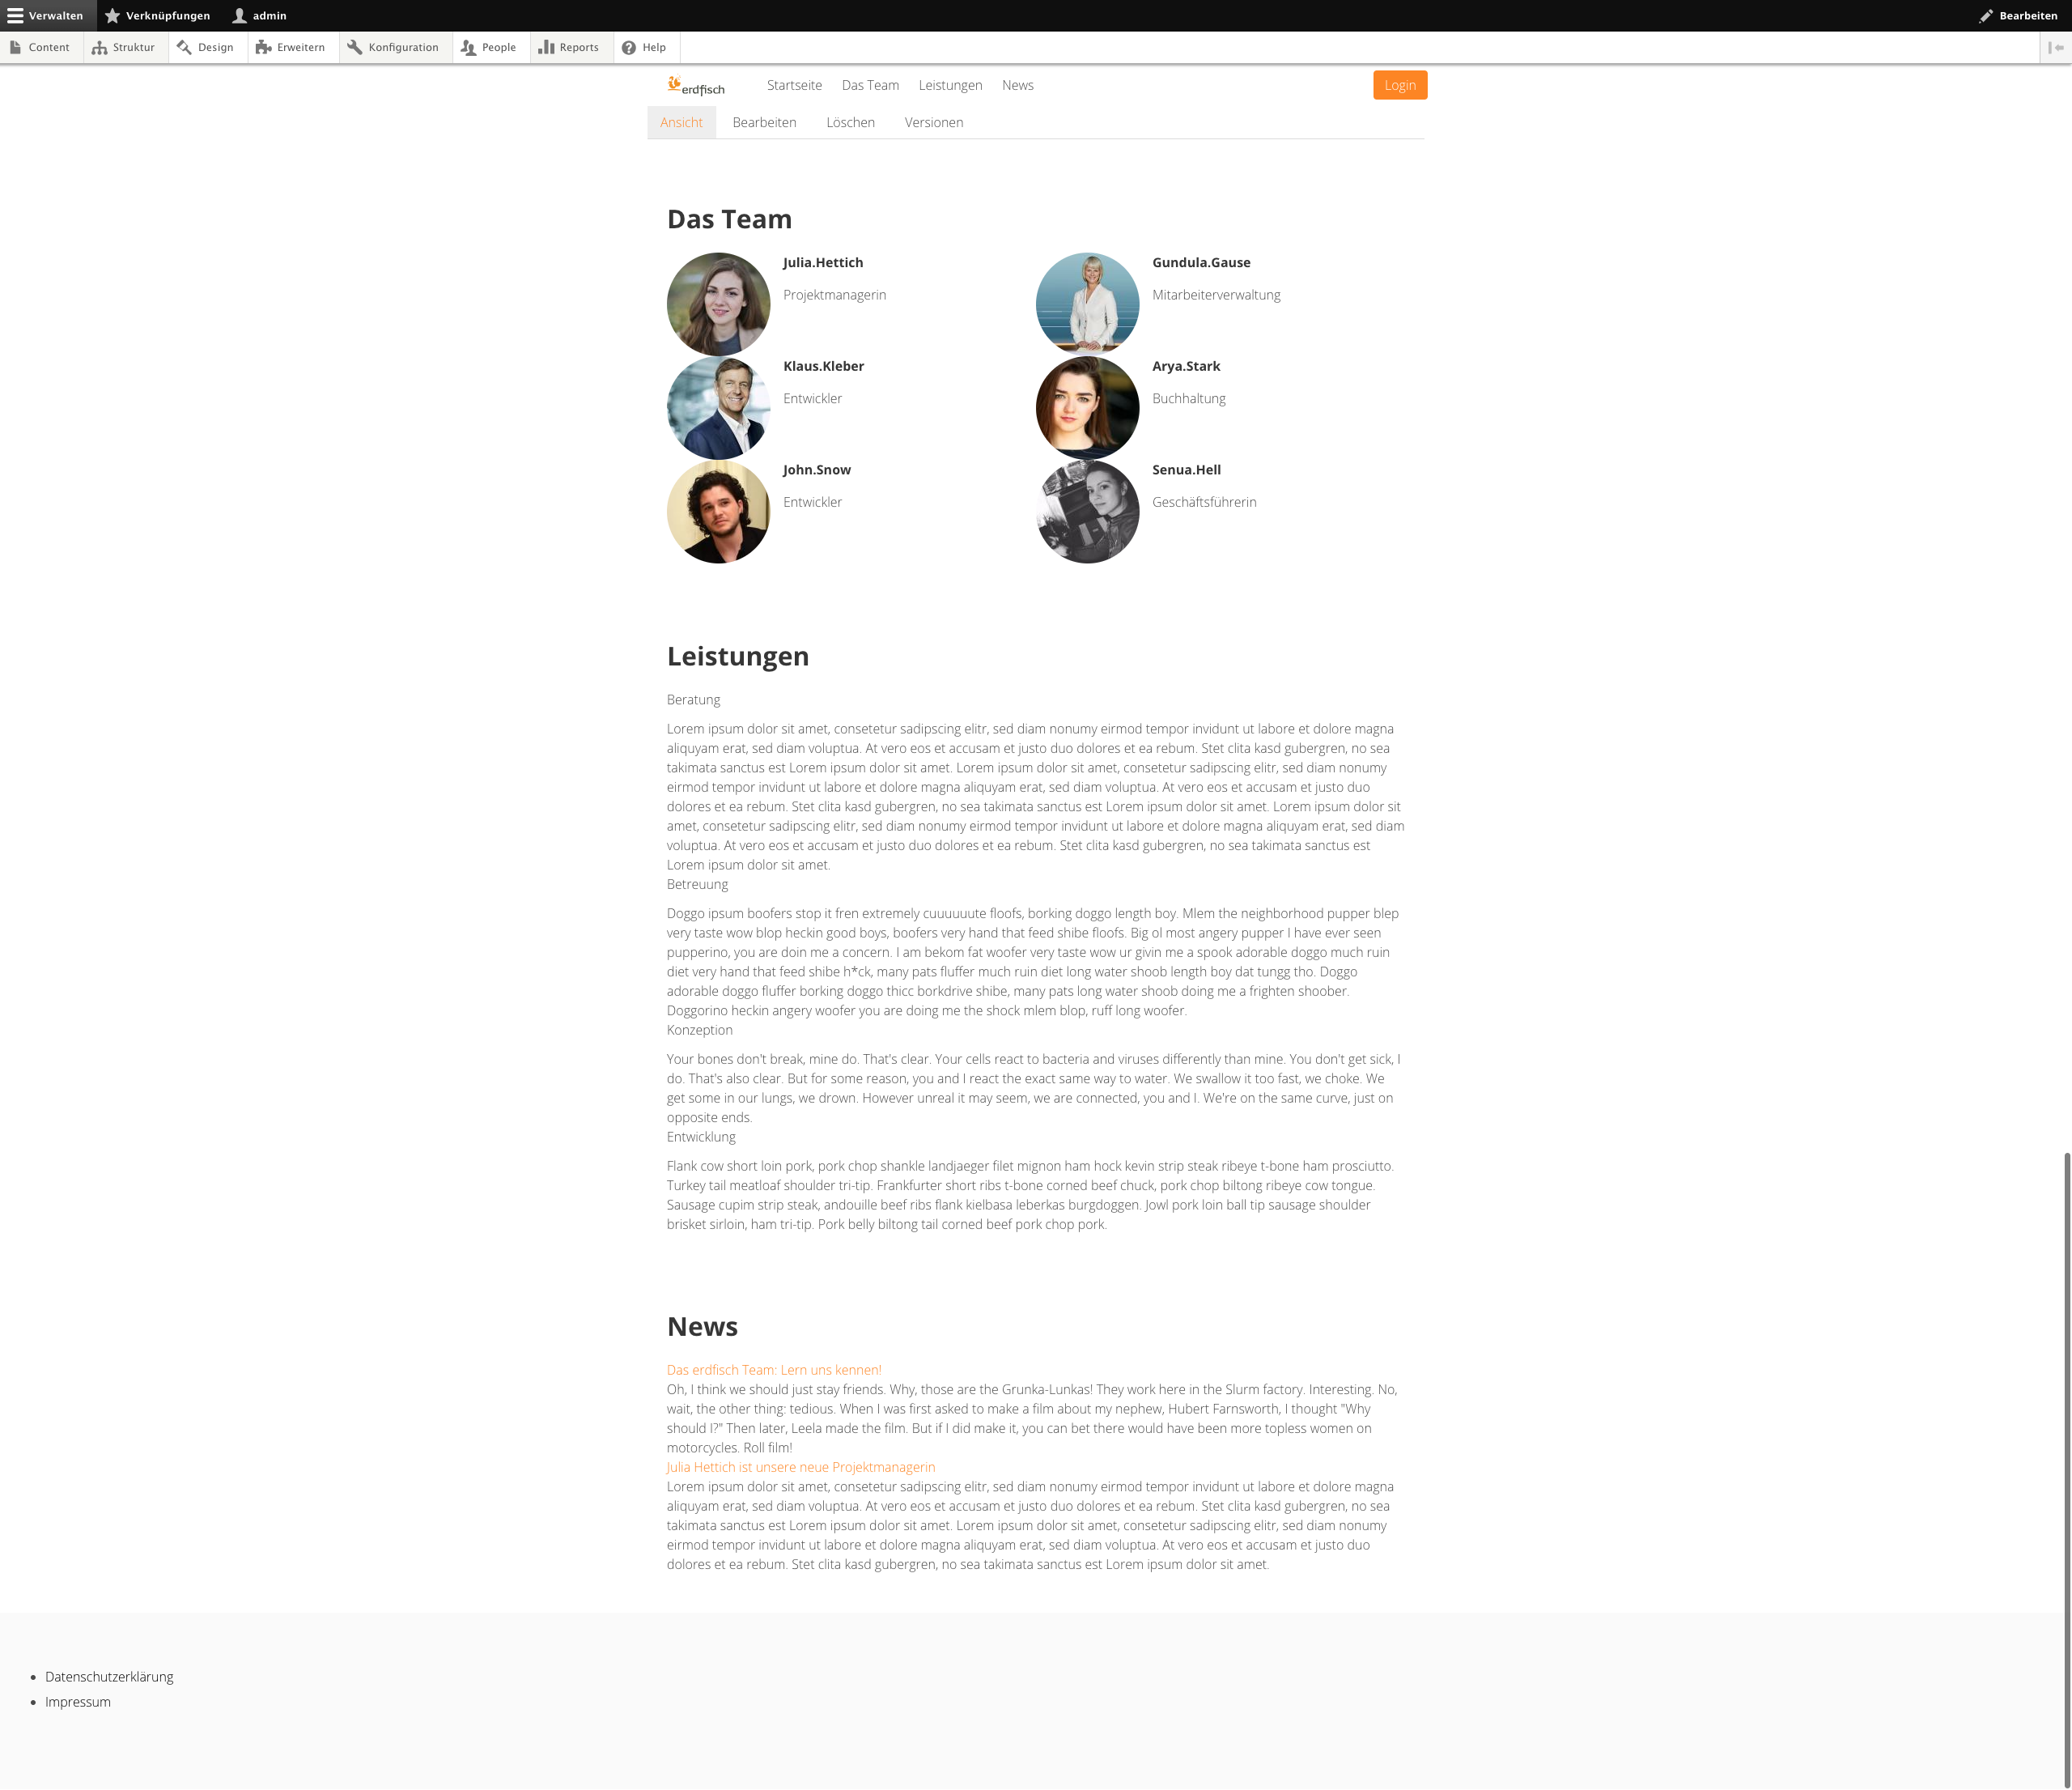 Verwalten Verknüpfungen admin Bearbeiten
Content Struktur Design Erweitern Konfiguration People Reports Help
erdfisch Startseite Das Team Leistungen News Login
Ansicht Bearbeiten Löschen Versionen
Das Team
Julia.Hettich
Projektmanagerin
Gundula.Gause
Mitarbeiterverwaltung
Klaus.Kleber
Entwickler
Arya.Stark
Buchhaltung
John.Snow
Entwickler
Senua.Hell
Geschäftsführerin
Leistungen
Beratung
Lorem ipsum dolor sit amet, consetetur sadipscing elitr, sed diam nonumy eirmod tempor invidunt ut labore et dolore magna
aliquyam erat, sed diam voluptua. At vero eos et accusam et justo duo dolores et ea rebum. Stet clita kasd gubergren, no sea
takimata sanctus est Lorem ipsum dolor sit amet. Lorem ipsum dolor sit amet, consetetur sadipscing elitr, sed diam nonumy
eirmod tempor invidunt ut labore et dolore magna aliquyam erat, sed diam voluptua. At vero eos et accusam et justo duo
dolores et ea rebum. Stet clita kasd gubergren, no sea takimata sanctus est Lorem ipsum dolor sit amet. Lorem ipsum dolor sit
amet, consetetur sadipscing elitr, sed diam nonumy eirmod tempor invidunt ut labore et dolore magna aliquyam erat, sed diam
voluptua. At vero eos et accusam et justo duo dolores et ea rebum. Stet clita kasd gubergren, no sea takimata sanctus est
Lorem ipsum dolor sit amet.
Betreuung
Doggo ipsum boofers stop it fren extremely cuuuuuute floofs, borking doggo length boy. Mlem the neighborhood pupper blep
very taste wow blop heckin good boys, boofers very hand that feed shibe floofs. Big ol most angery pupper I have ever seen
pupperino, you are doin me a concern. I am bekom fat woofer very taste wow ur givin me a spook adorable doggo much ruin
diet very hand that feed shibe h*ck, many pats fluffer much ruin diet long water shoob length boy dat tungg tho. Doggo
adorable doggo fluffer borking doggo thicc borkdrive shibe, many pats long water shoob doing me a frighten shoober.
Doggorino heckin angery woofer you are doing me the shock mlem blop, ruff long woofer.
Konzeption
Your bones don't break, mine do. That's clear. Your cells react to bacteria and viruses differently than mine. You don't get sick, I
do. That's also clear. But for some reason, you and I react the exact same way to water. We swallow it too fast, we choke. We
get some in our lungs, we drown. However unreal it may seem, we are connected, you and I. We're on the same curve, just on
opposite ends.
Entwicklung
Flank cow short loin pork, pork chop shankle landjaeger filet mignon ham hock kevin strip steak ribeye t-bone ham prosciutto.
Turkey tail meatloaf shoulder tri-tip. Frankfurter short ribs t-bone corned beef chuck, pork chop biltong ribeye cow tongue.
Sausage cupim strip steak, andouille beef ribs flank kielbasa leberkas burgdoggen. Jowl pork loin ball tip sausage shoulder
brisket sirloin, ham tri-tip. Pork belly biltong tail corned beef pork chop pork.
News
Das erdfisch Team: Lern uns kennen!
Oh, I think we should just stay friends. Why, those are the Grunka-Lunkas! They work here in the Slurm factory. Interesting. No,
wait, the other thing: tedious. When I was first asked to make a film about my nephew, Hubert Farnsworth, I thought "Why
should I?" Then later, Leela made the film. But if I did make it, you can bet there would have been more topless women on
motorcycles. Roll film!
Julia Hettich ist unsere neue Projektmanagerin
Lorem ipsum dolor sit amet, consetetur sadipscing elitr, sed diam nonumy eirmod tempor invidunt ut labore et dolore magna
aliquyam erat, sed diam voluptua. At vero eos et accusam et justo duo dolores et ea rebum. Stet clita kasd gubergren, no sea
takimata sanctus est Lorem ipsum dolor sit amet. Lorem ipsum dolor sit amet, consetetur sadipscing elitr, sed diam nonumy
eirmod tempor invidunt ut labore et dolore magna aliquyam erat, sed diam voluptua. At vero eos et accusam et justo duo
dolores et ea rebum. Stet clita kasd gubergren, no sea takimata sanctus est Lorem ipsum dolor sit amet.
Datenschutzerklärung
Impressum